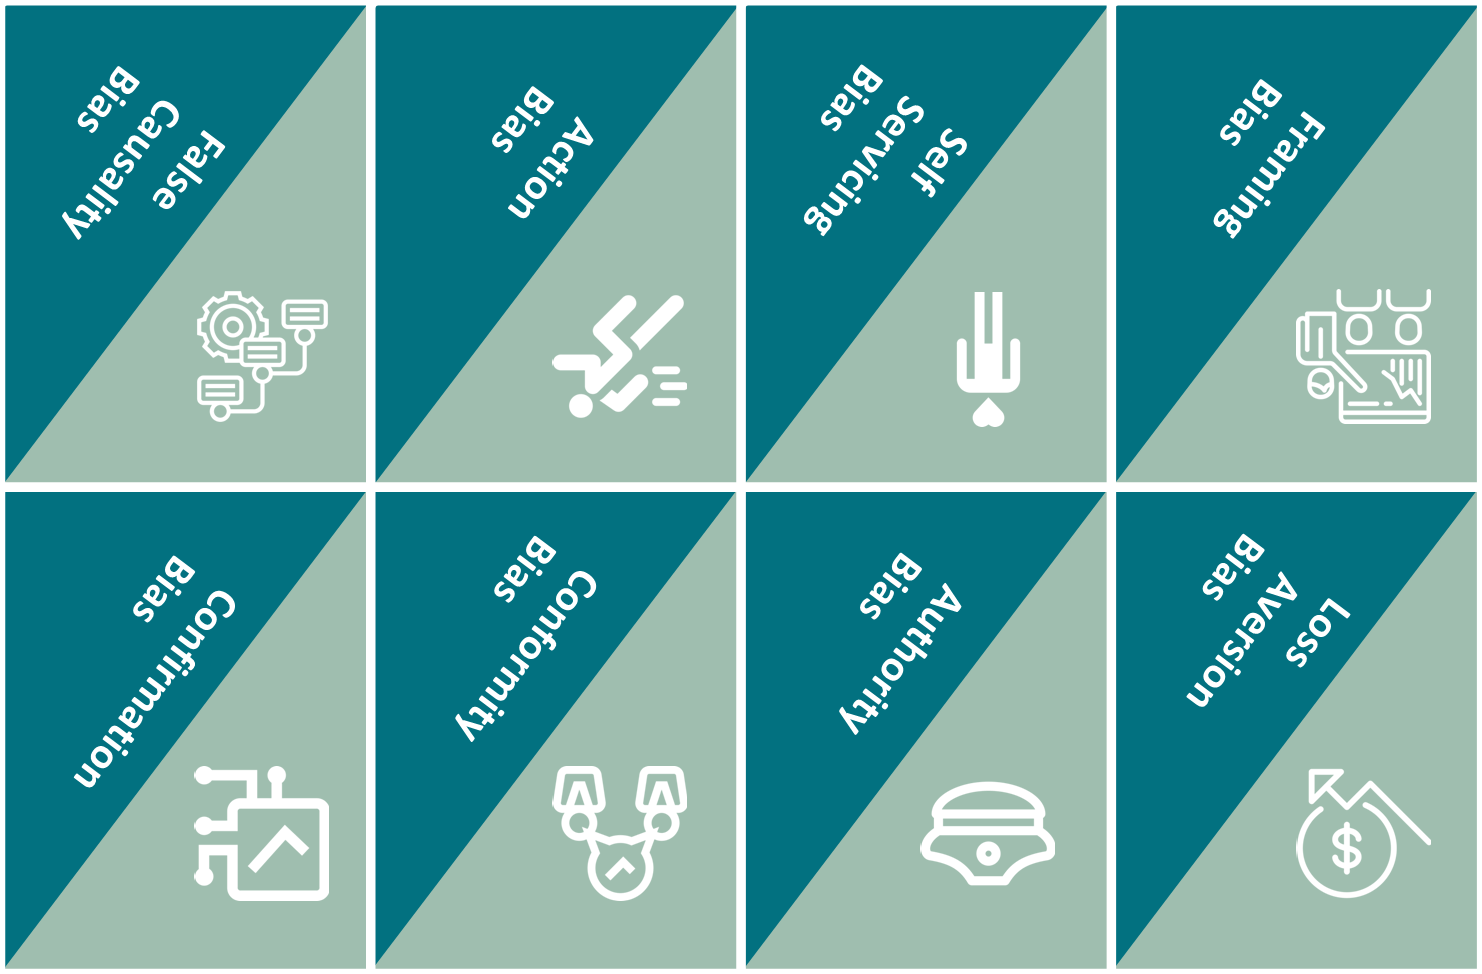 False
Causality
Bias
Action
Bias
Self
Servicing
Bias
Framing
Bias
Confirmation
Bias
Conformity
Bias
Authority
Bias
Loss
Aversion
Bias
$